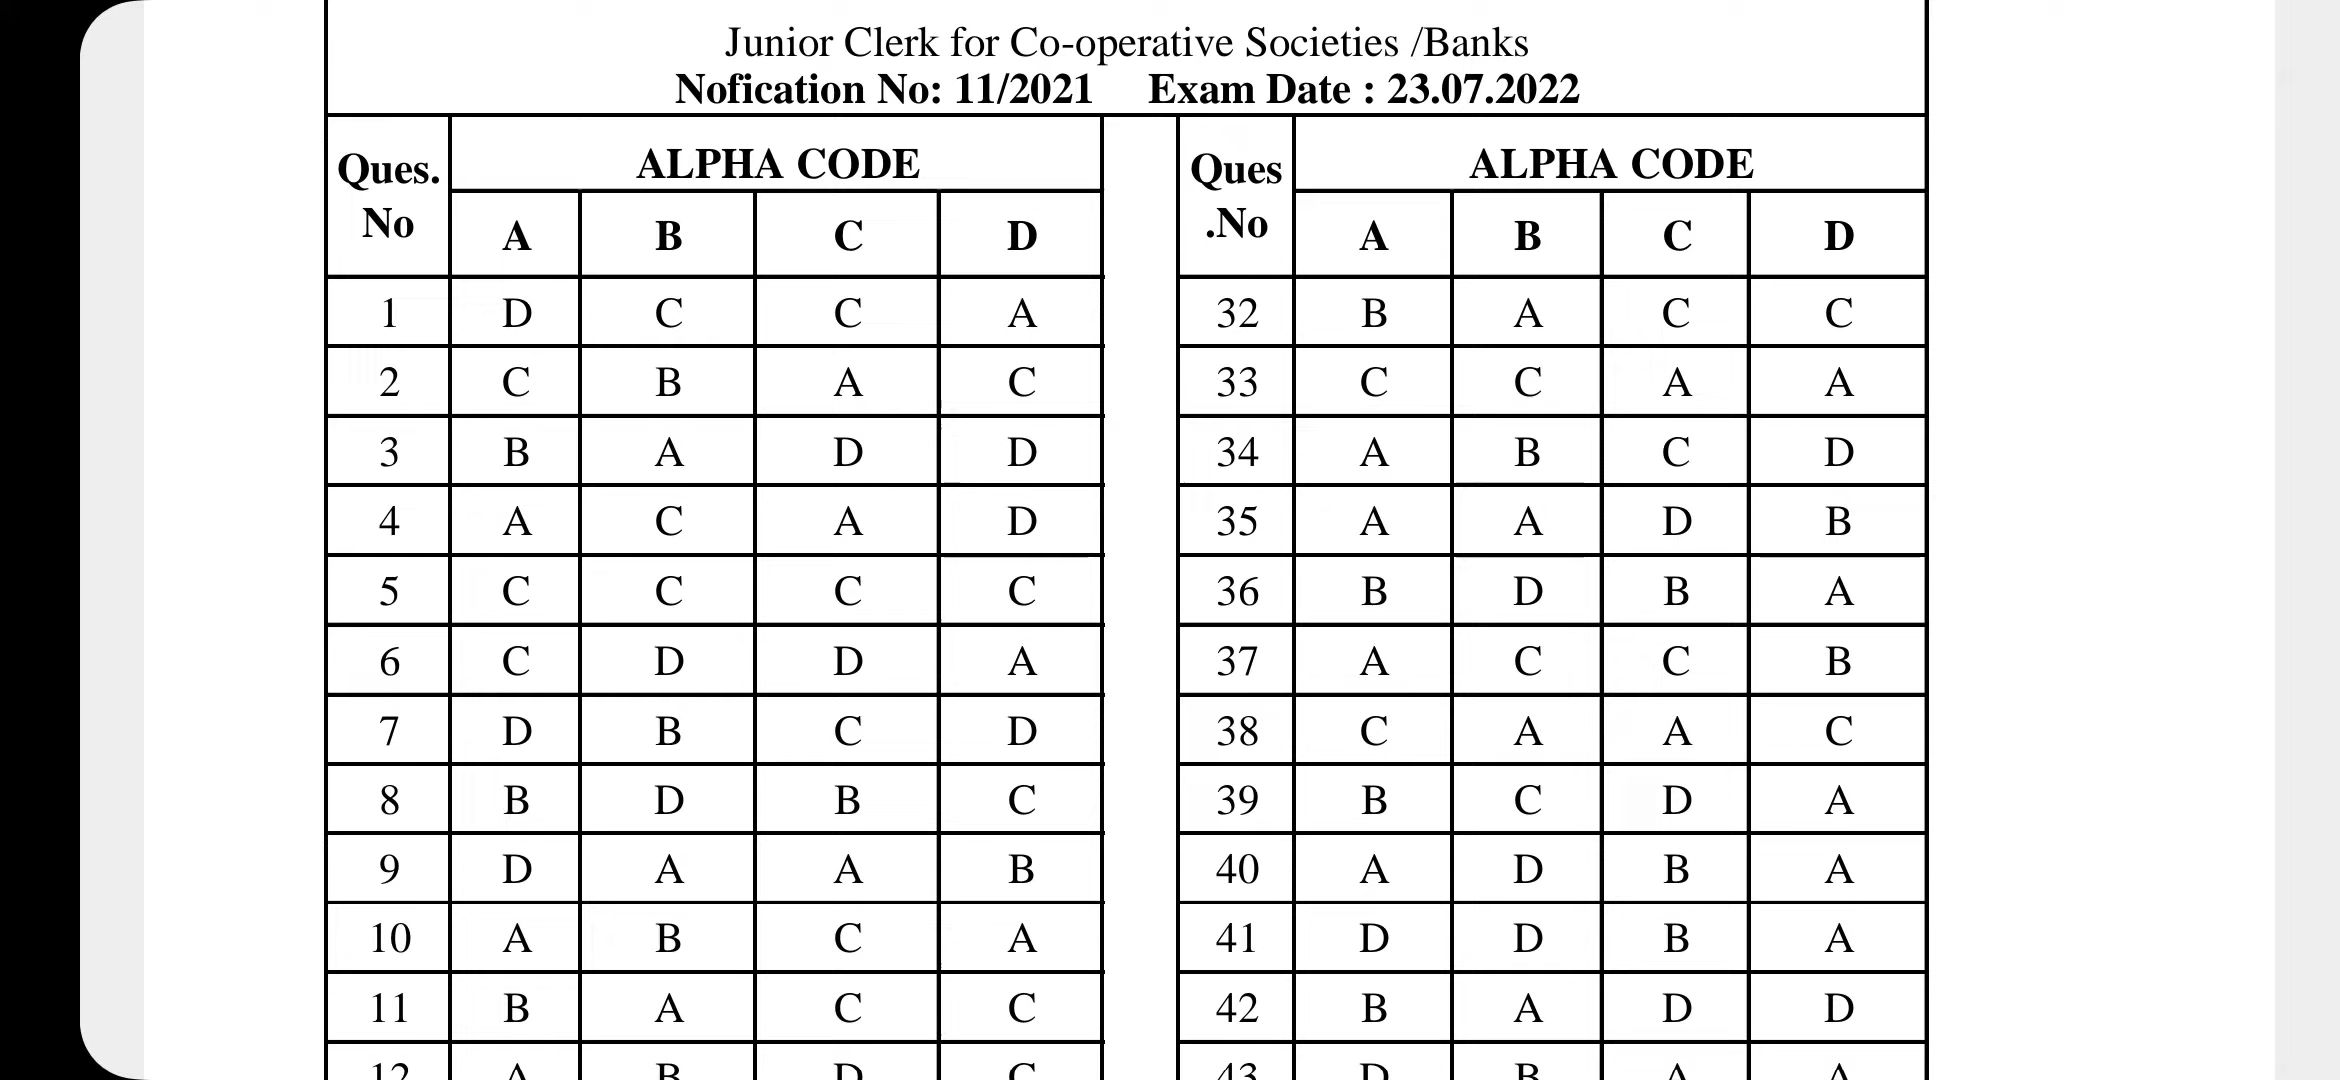 Junior Clerk for Co-operative Societies /Banks
Nofication No: 11/2021 Exam Date : 23.07.2022
Ques. No ALPHA CODE Ques .No ALPHA CODE
A B C D A B C D
1 D C C A 32 B A C C
2 C B A C 33 C C A A
3 B A D D 34 A B C D
4 A C A D 35 A A D B
5 C C C C 36 B D B A
6 C D D A 37 A C C B
7 D B C D 38 C A A C
8 B D B C 39 B C D A
9 D A A B 40 A D B A
10 A B C A 41 D D B A
11 B A C C 42 B A D D
12 A B D C 43 D B A A